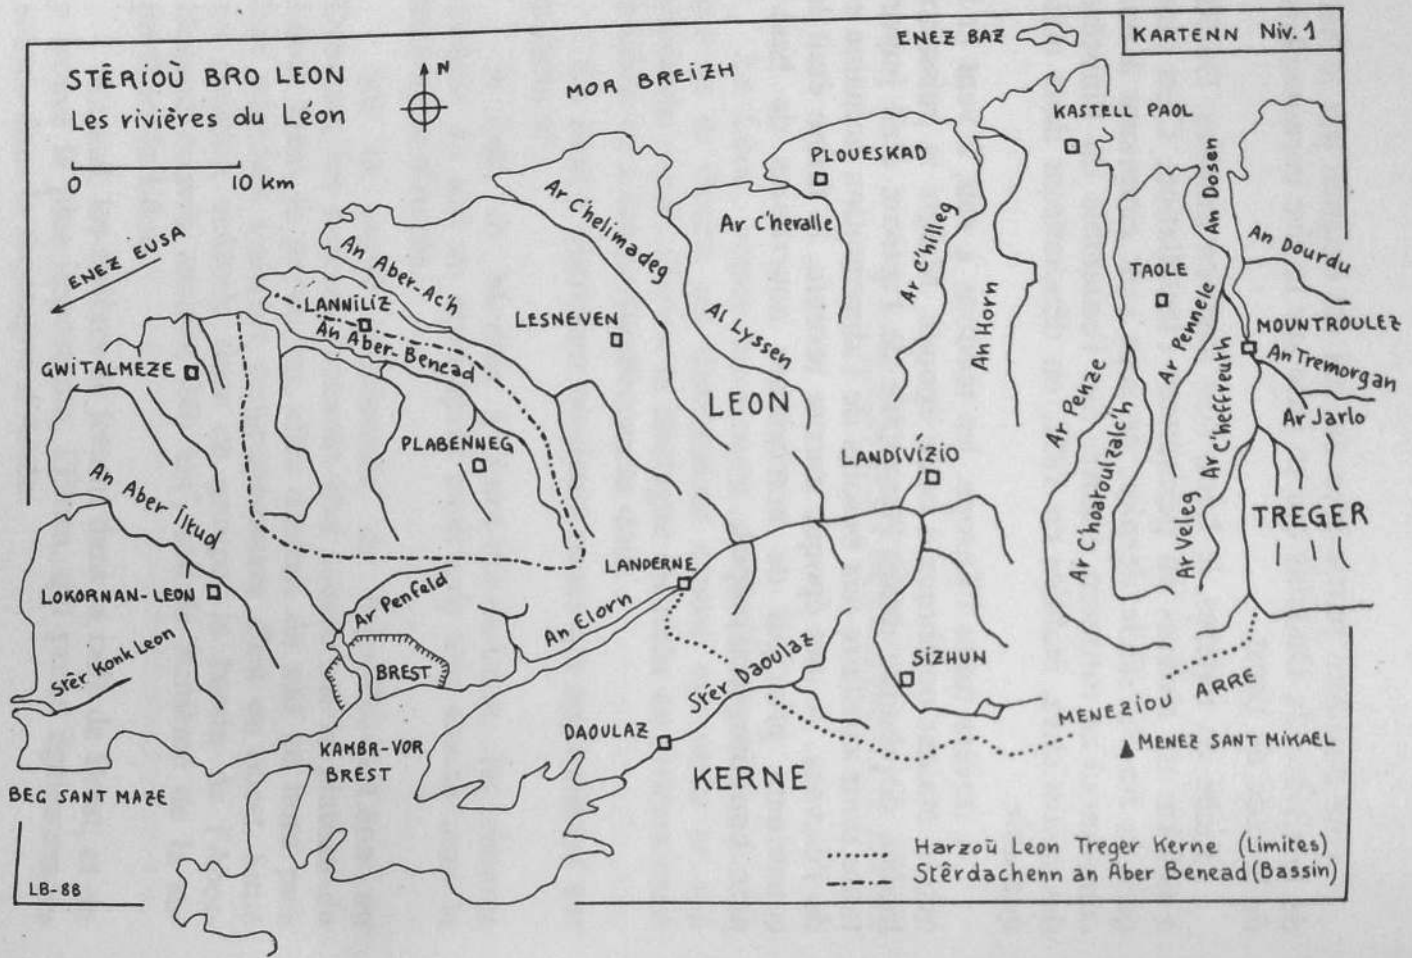 ENEZ BAZ
KARTENN Niv. 1
STÊRIOÙ BRO LEON
Les rivières du Léon
N
MOR BREIZH
0 10 km
KASTELL PAOL
PLOUESKAD
Ar C'helimadeg
Ar C'heralle
Ar C'hilleg
An Horn
An Dosen
An Dourdu
ENEZ EUSA
An Aber-Ac'h
LANNILIZ
An Aber-Benead
LESNEVEN
Al Lyssen
TAOLE
Ar Pennele
MOUNTROULEZ
An Tremorgan
GWITALMEZE
LEON
Ar Penze
Ar C'hoatoulzalc'h
Ar C'heffreuth
Ar Jarlo
PLABENNEG
LANDIVIZIO
Ar Veleg
TREGER
An Aber Iltud
LOKORNAN-LEON
Ar Penfeld
LANDERNE
An Elorn
Stêr Konk Leon
BREST
Stêr Daoulaz
SIZHUN
MENEZIOU ARRE
MENEZ SANT MIKAEL
KAMBR-VOR
BREST
DAOULAZ
KERNE
BEG SANT MAZE
Harzoù Leon Treger Kerne (Limites)
Stêrdachenn an Aber Benead (Bassin)
LB-88